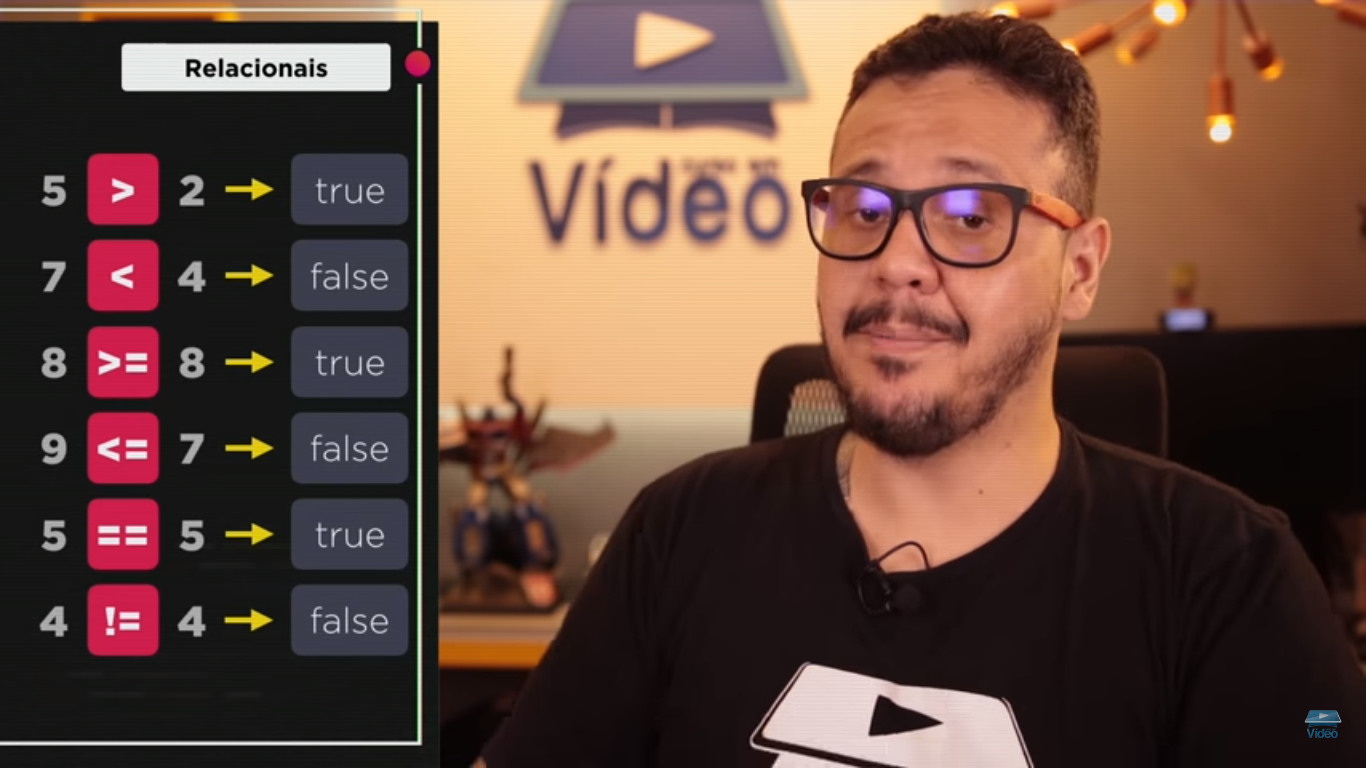 Relacionais
5 > 2 → true
7 < 4 → false
8 >= 8 → true
9 <= 7 → false
5 == 5 → true
4 != 4 → false
Vídeo
Vídeo